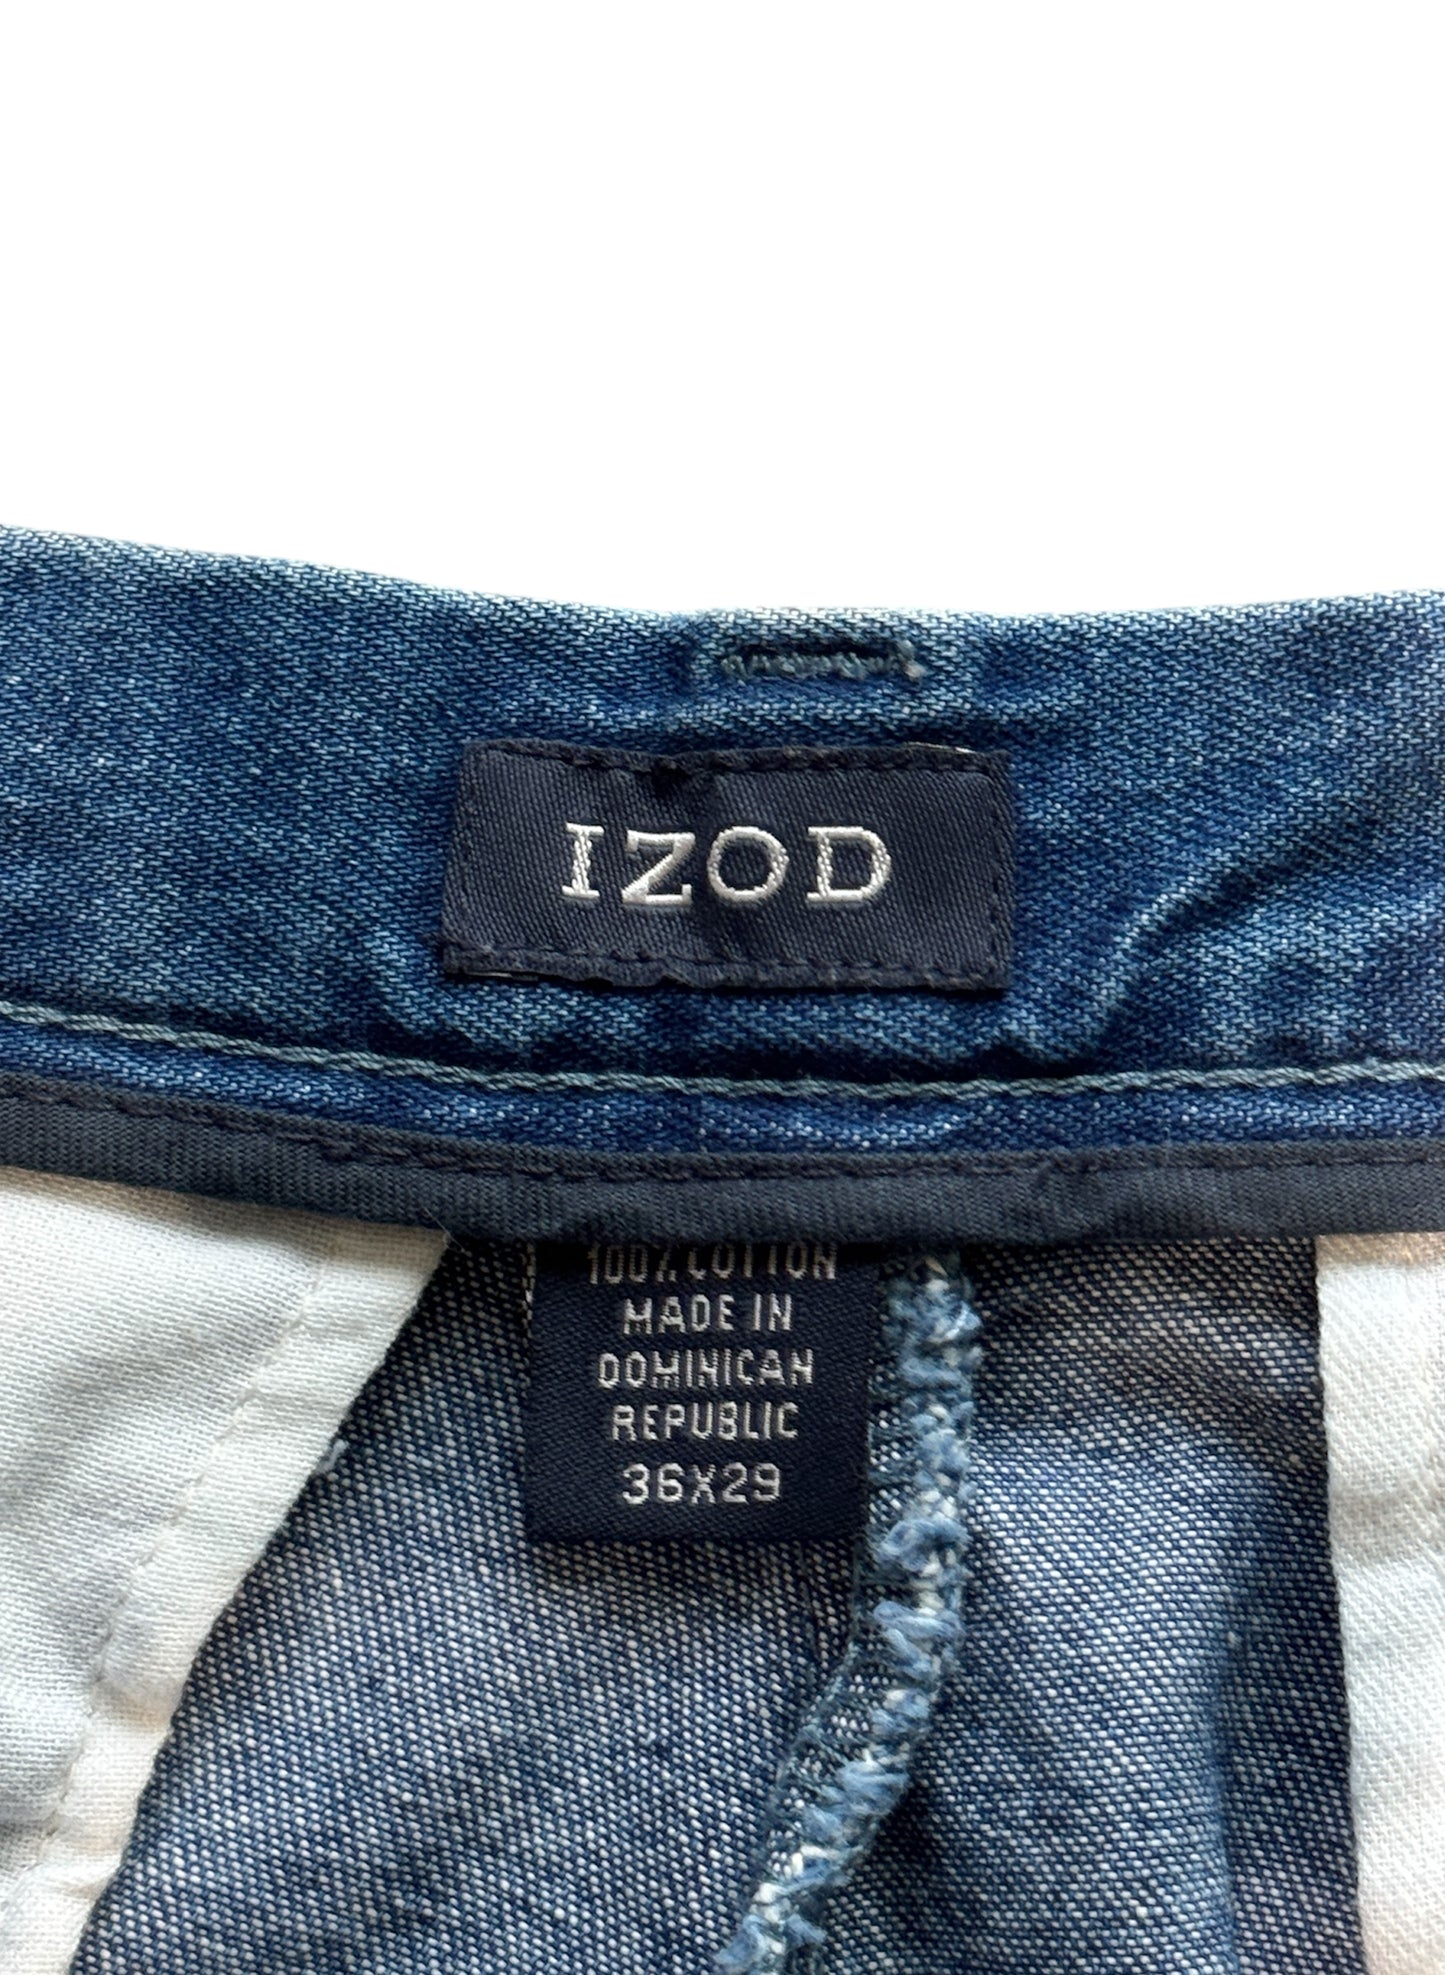 IZOD
100% COTTON
MADE IN
DOMINICAN
REPUBLIC
36X29